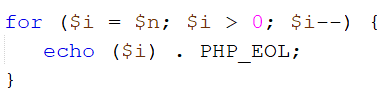 for ($i = $n; $i > 0; $i--) {
    echo ($i) . PHP_EOL;
}